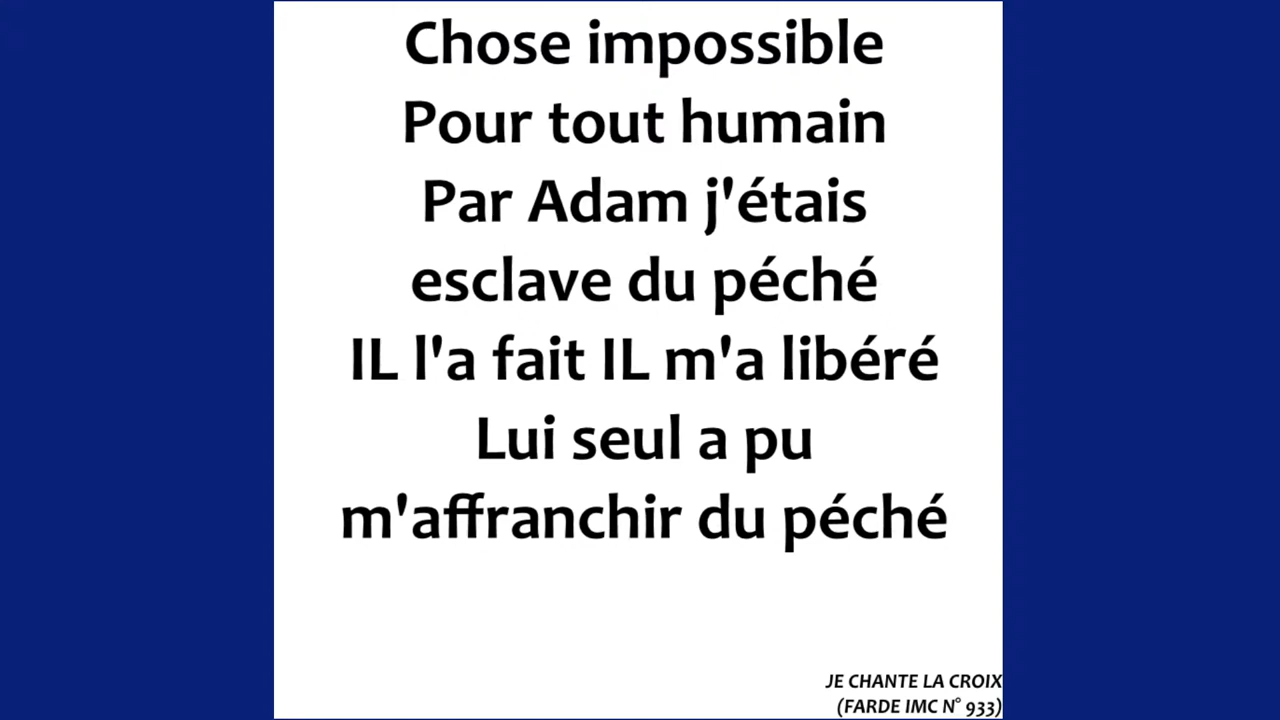 Chose impossible
Pour tout humain
Par Adam j'étais
esclave du péché
IL l'a fait IL m'a libéré
Lui seul a pu
m'affranchir du péché
JE CHANTE LA CROIX
(FARDE IMC N° 933)